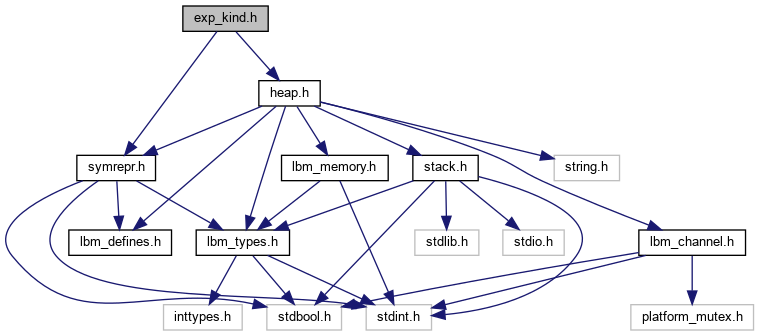 exp_kind.h
heap.h
symrepr.h
lbm_memory.h
stack.h
string.h
lbm_defines.h
lbm_types.h
stdlib.h
stdio.h
lbm_channel.h
inttypes.h
stdbool.h
stdint.h
platform_mutex.h